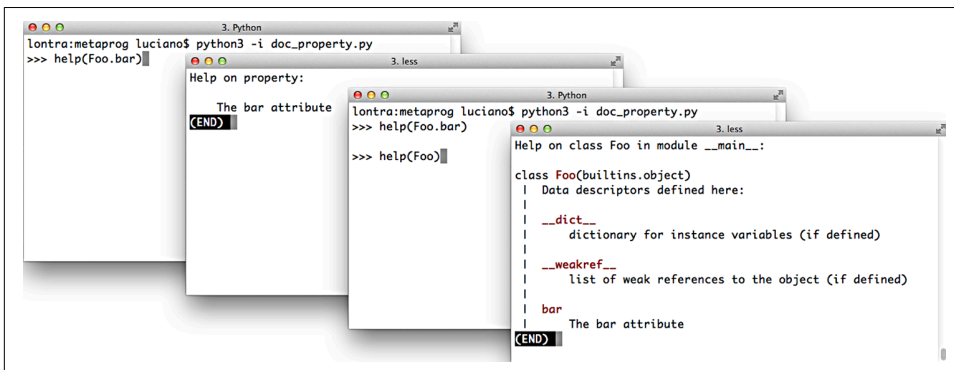 3. Python
lontra:metaprog luciano$ python3 -i doc_property.py
>>> help(Foo.bar)
3. less
Help on property:
The bar attribute
(END)
3. Python
lontra:metaprog luciano$ python3 -i doc_property.py
>>> help(Foo.bar)
>>> help(Foo)
3. less
Help on class Foo in module __main__:
class Foo(builtins.object)
 |  Data descriptors defined here:
 |
 |  __dict__
 |      dictionary for instance variables (if defined)
 |
 |  __weakref__
 |      list of weak references to the object (if defined)
 |
 |  bar
 |      The bar attribute
(END)